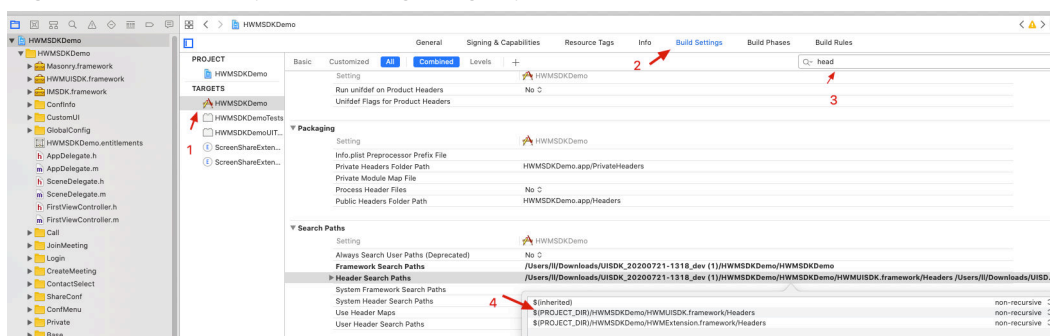 HWMSDKDemo
General Signing & Capabilities Resource Tags Info Build Settings Build Phases Build Rules
Basic Customized All Combined Levels +
head
HWMSDKDemo
HWMSDKDemo
Masonry.framework
HWMUISDK.framework
IMSDK.framework
ConfInfo
CustomUI
GlobalConfig
HWMSDKDemo.entitlements
h AppDelegate.h
m AppDelegate.m
h SceneDelegate.h
m SceneDelegate.m
h FirstViewController.h
m FirstViewController.m
Call
JoinMeeting
Login
CreateMeeting
ContactSelect
ShareConf
ConfMenu
Private
Base
PROJECT
HWMSDKDemo
TARGETS
HWMSDKDemo
HWMSDKDemoTests
HWMSDKDemoUIT...
ScreenShareExten...
ScreenShareExten...
1
2
3
Setting HWMSDKDemo
Run unifdef on Product Headers No
Unifdef Flags for Product Headers
Packaging
Setting HWMSDKDemo
Info.plist Preprocessor Prefix File
Private Headers Folder Path HWMSDKDemo.app/PrivateHeaders
Private Module Map File
Process Header Files No
Public Headers Folder Path HWMSDKDemo.app/Headers
Search Paths
Setting HWMSDKDemo
Always Search User Paths (Deprecated) No
Framework Search Paths /Users/ll/Downloads/UISDK_20200721-1318_dev (1)/HWMSDKDemo/HWMSDKDemo
Header Search Paths /Users/ll/Downloads/UISDK_20200721-1318_dev (1)/HWMSDKDemo/HWMSDKDemo/HWMUISDK.framework/Headers /Users/ll/Downloads/UISD...
System Framework Search Paths
System Header Search Paths
Use Header Maps
User Header Search Paths
4
$(inherited) non-recursive
$(PROJECT_DIR)/HWMSDKDemo/HWMUISDK.framework/Headers non-recursive
$(PROJECT_DIR)/HWMSDKDemo/HWMExtension.framework/Headers non-recursive